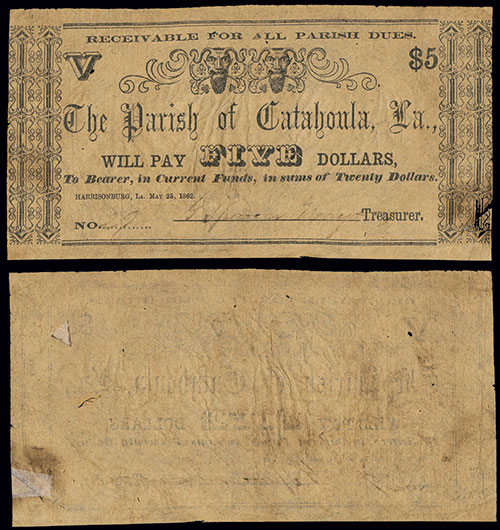 RECEIVABLE FOR ALL PARISH DUES.
V $5
The Parish of Catahoula, La.,
WILL PAY FIVE DOLLARS,
To Bearer, in Current Funds, in sums of Twenty Dollars.
HARRISONBURG, LA. MAY 25, 1862.
Treasurer.
NO.